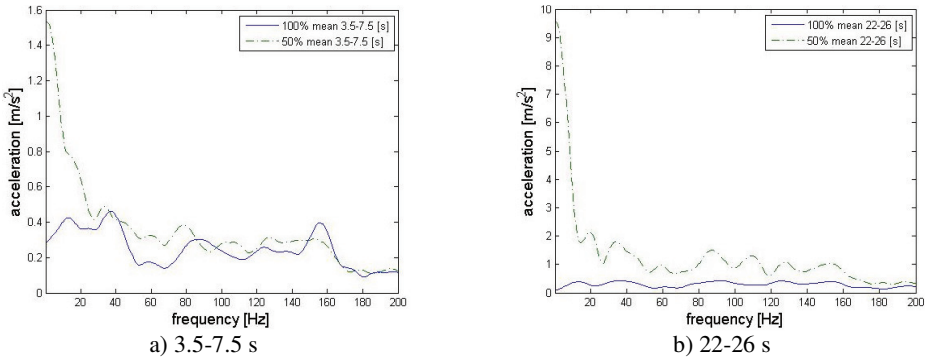 100% mean 3.5-7.5 [s]
50% mean 3.5-7.5 [s]
acceleration [m/s²]
1.6
1.4
1.2
1
0.8
0.6
0.4
0.2
0
20 40 60 80 100 120 140 160 180 200
frequency [Hz]
a) 3.5-7.5 s
100% mean 22-26 [s]
50% mean 22-26 [s]
acceleration [m/s²]
10
9
8
7
6
5
4
3
2
1
0
20 40 60 80 100 120 140 160 180 200
frequency [Hz]
b) 22-26 s